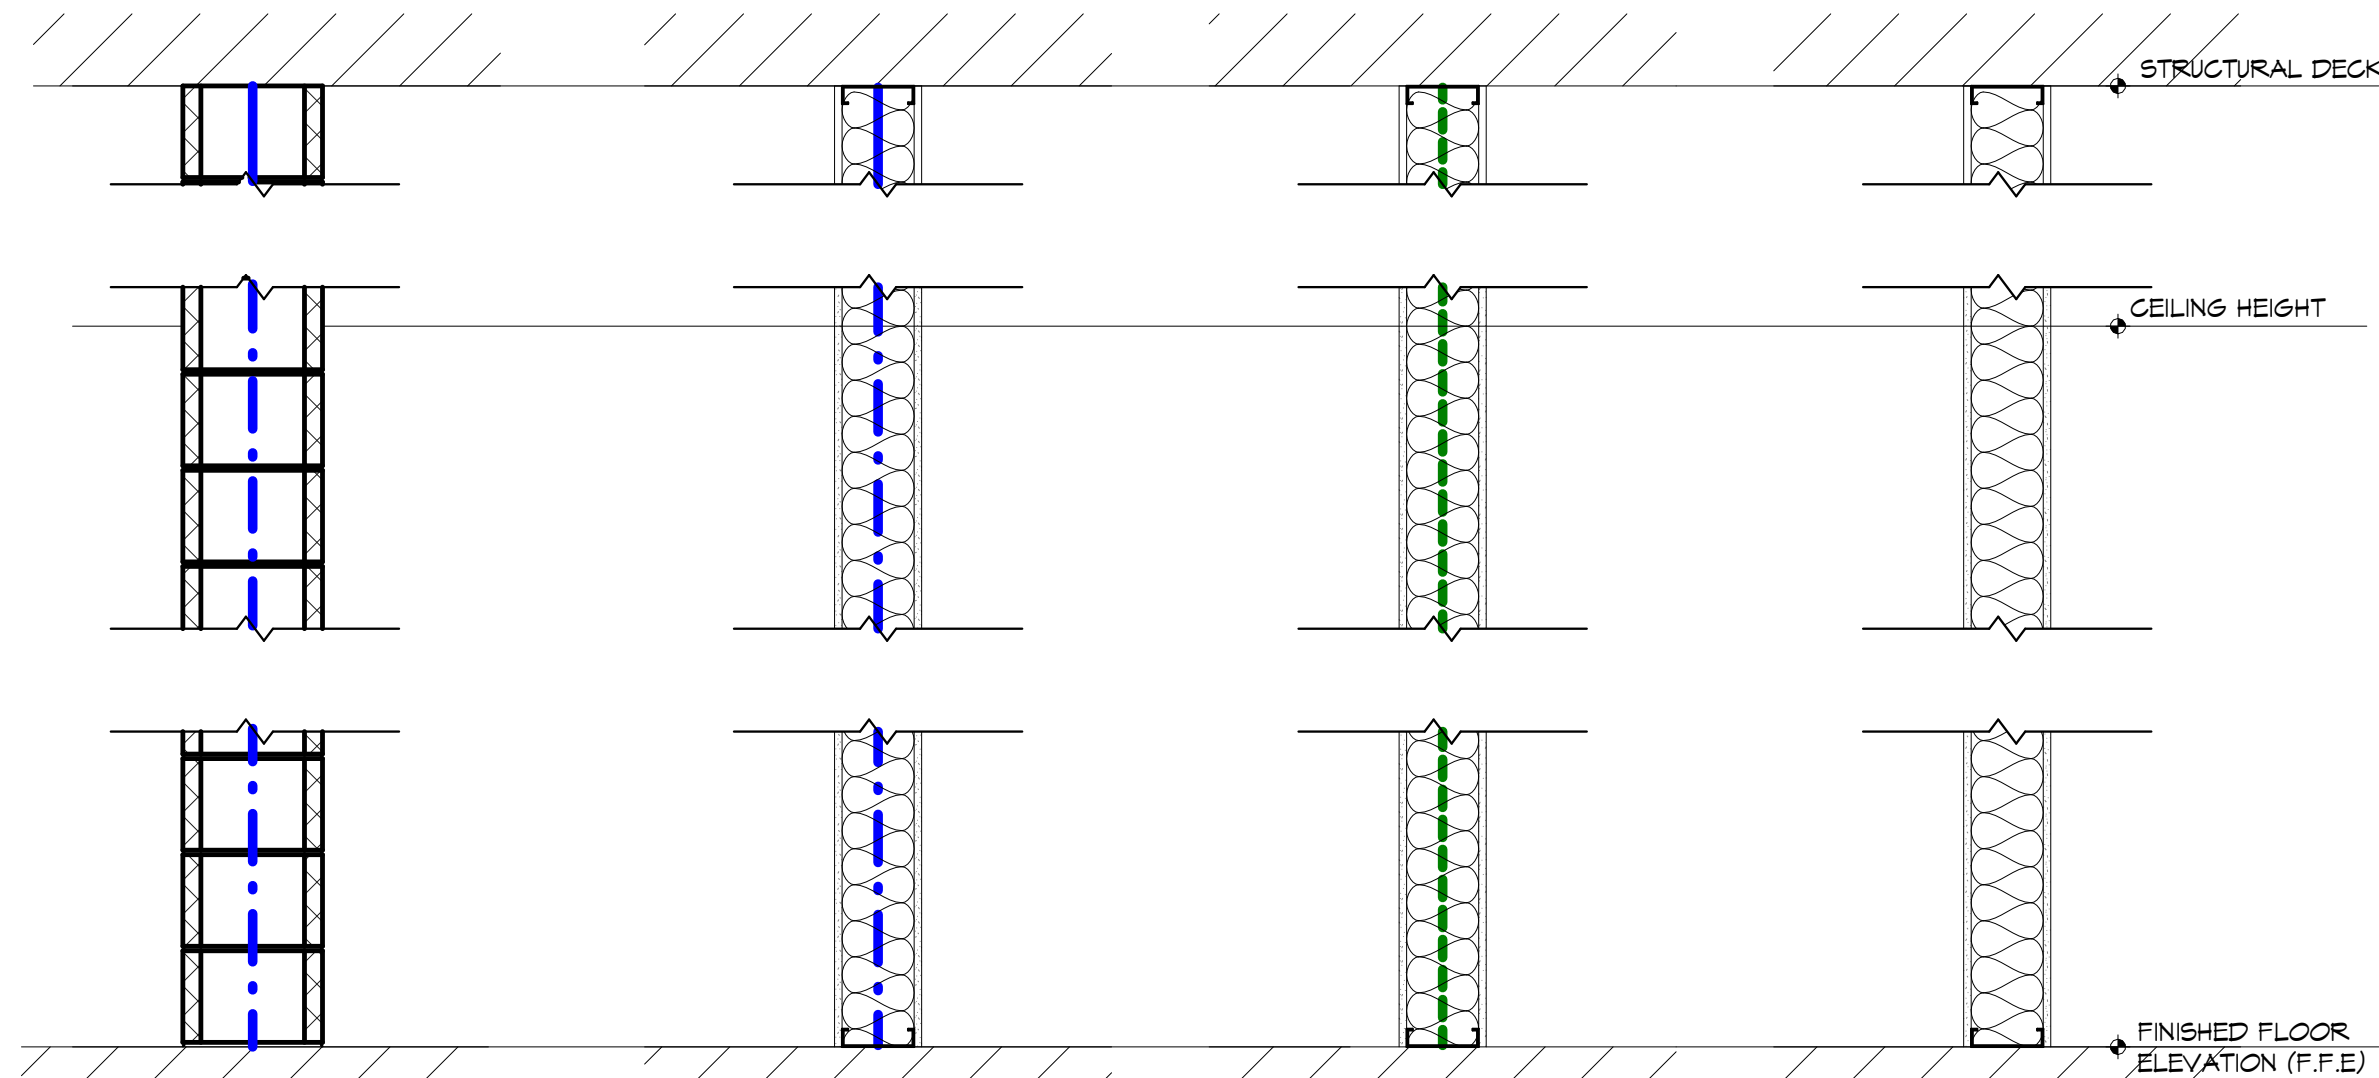 STRUCTURAL DECK
CEILING HEIGHT
FINISHED FLOOR
ELEVATION (F.F.E)